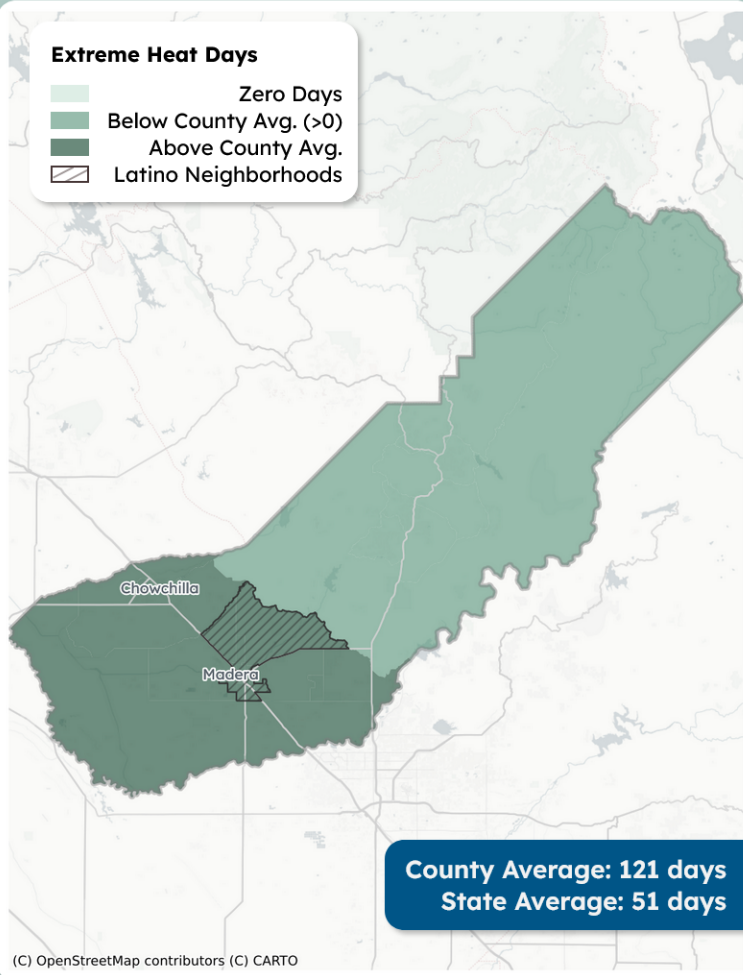 Extreme Heat Days
Zero Days
Below County Avg. (>0)
Above County Avg.
Latino Neighborhoods
Chowchilla
Madera
County Average: 121 days
State Average: 51 days
(C) OpenStreetMap contributors (C) CARTO